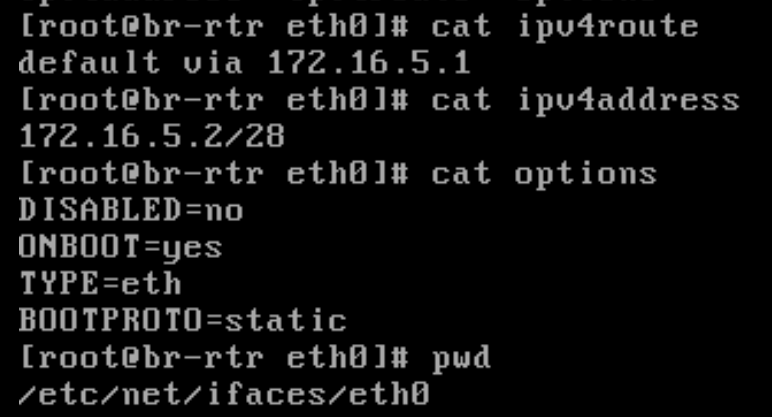 [root@br-rtr eth0]# cat ipv4route
default via 172.16.5.1
[root@br-rtr eth0]# cat ipv4address
172.16.5.2/28
[root@br-rtr eth0]# cat options
DISABLED=no
ONBOOT=yes
TYPE=eth
BOOTPROTO=static
[root@br-rtr eth0]# pwd
/etc/net/ifaces/eth0